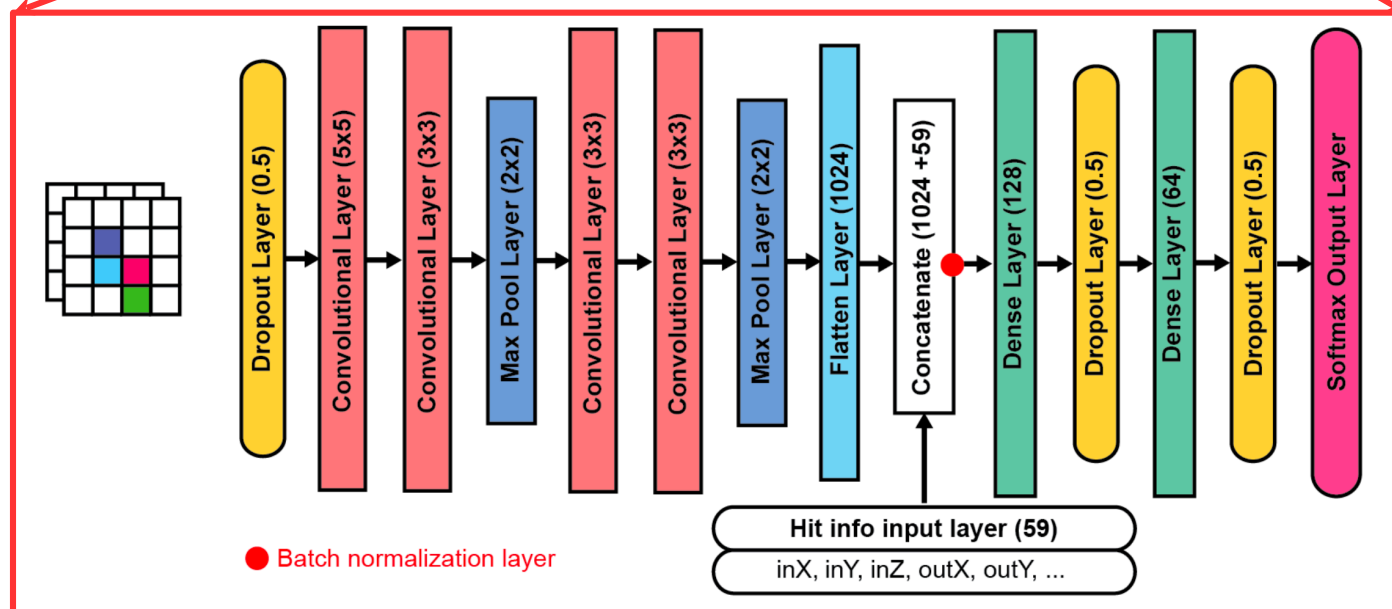 Dropout Layer (0.5)
Convolutional Layer (5x5)
Convolutional Layer (3x3)
Max Pool Layer (2x2)
Convolutional Layer (3x3)
Convolutional Layer (3x3)
Max Pool Layer (2x2)
Flatten Layer (1024)
Concatenate (1024 +59)
Dense Layer (128)
Dropout Layer (0.5)
Dense Layer (64)
Dropout Layer (0.5)
Softmax Output Layer
Hit info input layer (59)
inX, inY, inZ, outX, outY, ...
Batch normalization layer